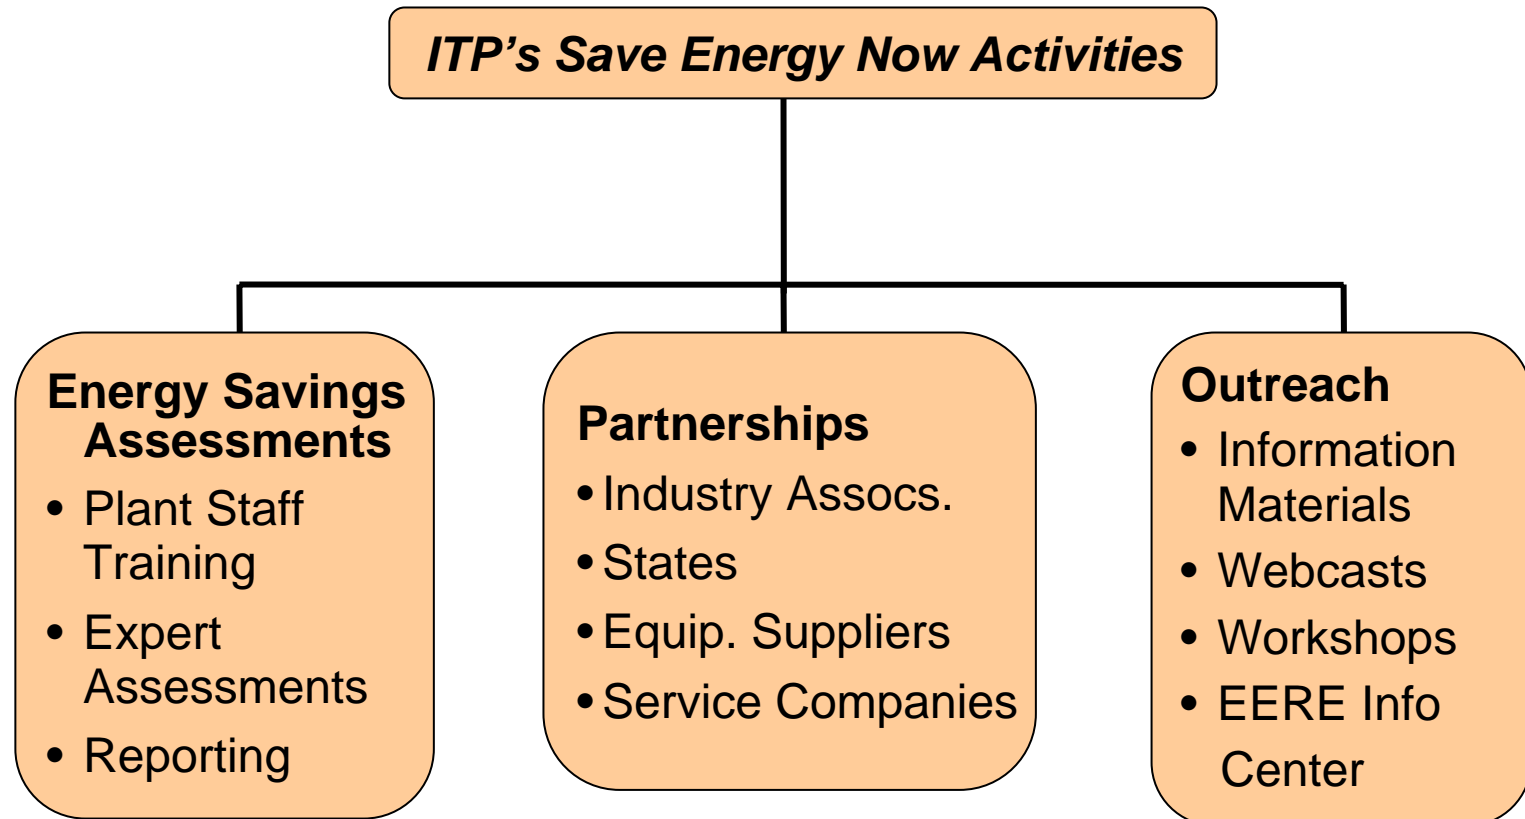 ITP’s Save Energy Now Activities
Energy Savings
Assessments
• Plant Staff
Training
• Expert
Assessments
• Reporting
Partnerships
• Industry Assocs.
• States
• Equip. Suppliers
• Service Companies
Outreach
• Information
Materials
• Webcasts
• Workshops
• EERE Info
Center